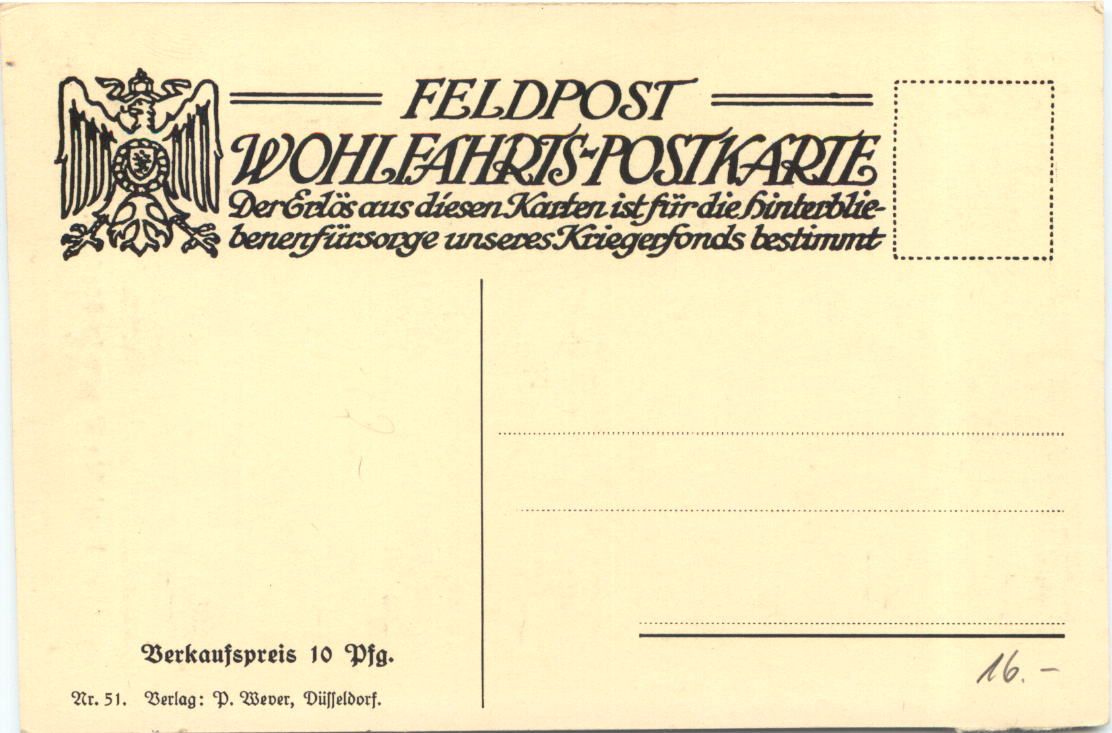 FELDPOST
WOHLFAHRTS-POSTKARTE
Der Erlös aus diesen Karten ist für die Hinterblie-
benenfürsorge unseres Kriegerfonds bestimmt
Verkaufspreis 10 Pfg.
Nr. 51. Verlag: P. Wever, Düsseldorf.
16.-